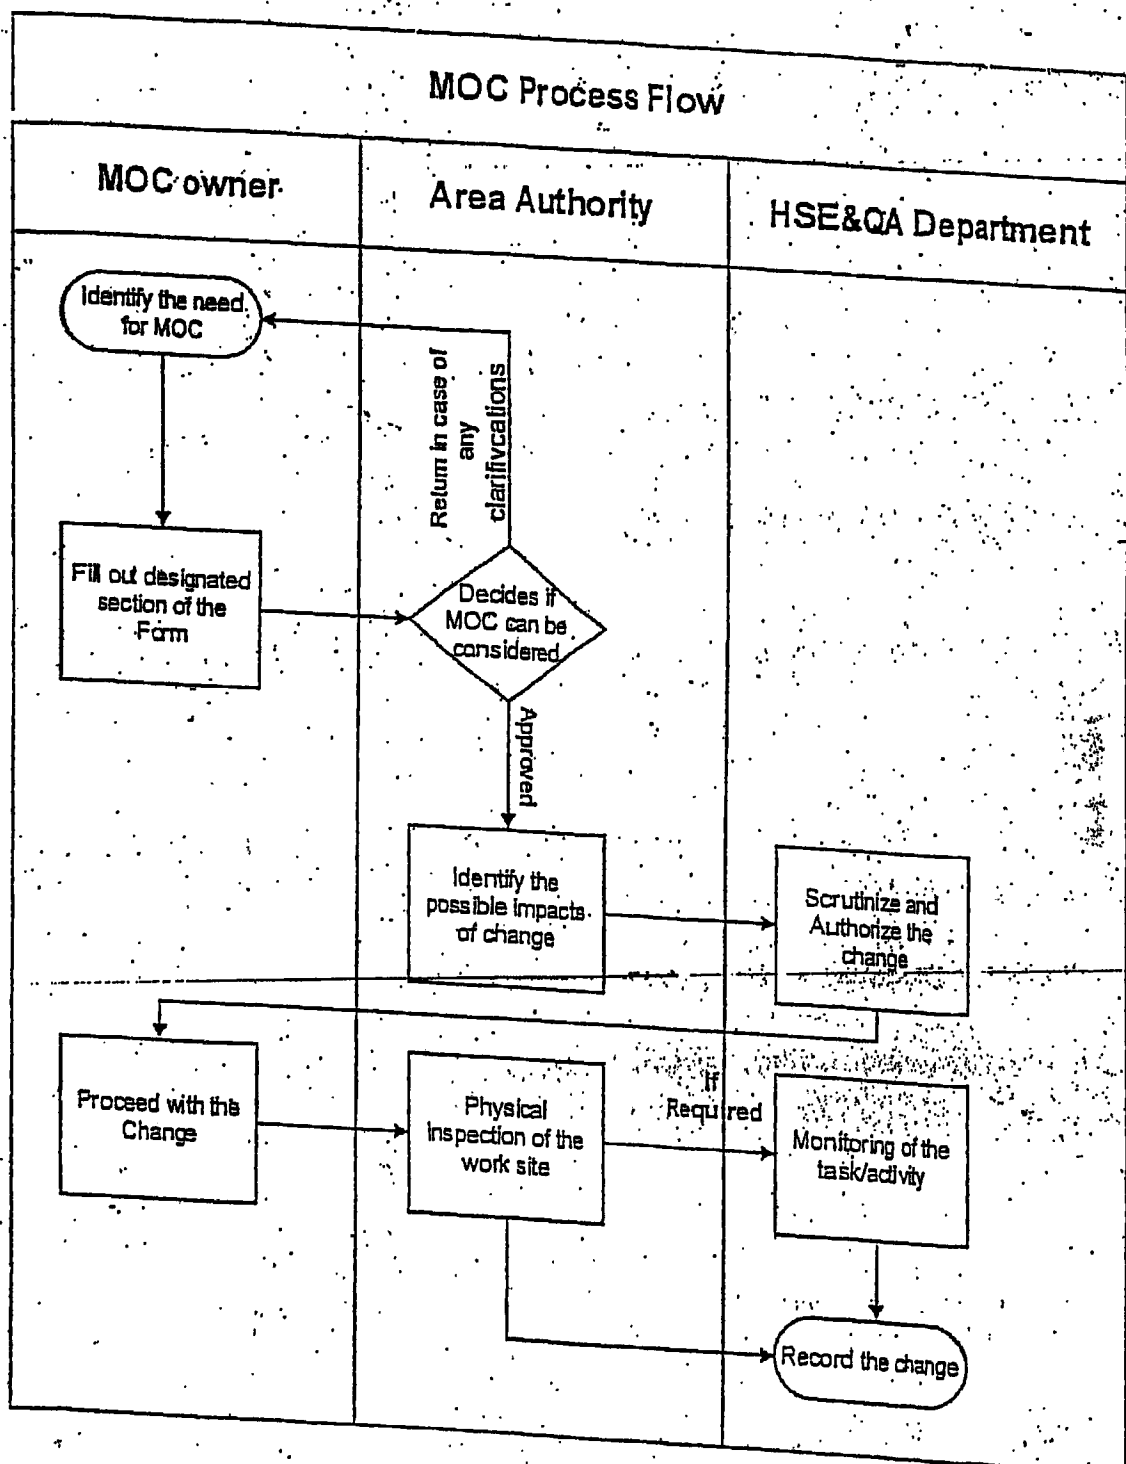 MOC Process Flow
MOC owner
Area Authority
HSE&QA Department
Identify the need
for MOC
Return in case of
any
clarifivcations
Fill out designated
section of the
Form
Decides if
MOC can be
considered
Approved
Identify the
possible impacts
of change
Scrutinize and
Authorize the
change
Proceed with the
Change
Physical
inspection of the
work site
If
Required
Monitoring of the
task/activity
Record the change